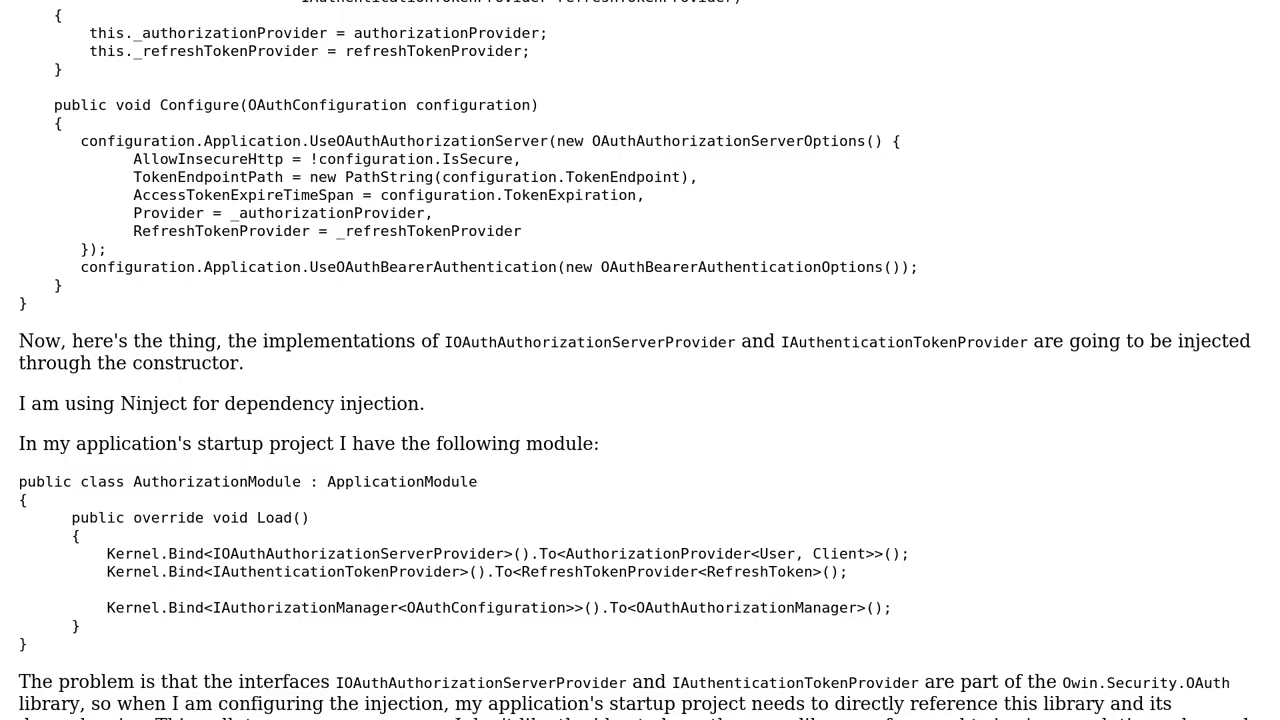 IAuthenticationTokenProvider refreshTokenProvider)
    {
        this._authorizationProvider = authorizationProvider;
        this._refreshTokenProvider = refreshTokenProvider;
    }
    public void Configure(OAuthConfiguration configuration)
    {
       configuration.Application.UseOAuthAuthorizationServer(new OAuthAuthorizationServerOptions() {
             AllowInsecureHttp = !configuration.IsSecure,
             TokenEndpointPath = new PathString(configuration.TokenEndpoint),
             AccessTokenExpireTimeSpan = configuration.TokenExpiration,
             Provider = _authorizationProvider,
             RefreshTokenProvider = _refreshTokenProvider
       });
       configuration.Application.UseOAuthBearerAuthentication(new OAuthBearerAuthenticationOptions());
    }
}
Now, here's the thing, the implementations of IOAuthAuthorizationServerProvider and IAuthenticationTokenProvider are going to be injected
through the constructor.
I am using Ninject for dependency injection.
In my application's startup project I have the following module:
public class AuthorizationModule : ApplicationModule
{
      public override void Load()
      {
          Kernel.Bind<IOAuthAuthorizationServerProvider>().To<AuthorizationProvider<User, Client>>();
          Kernel.Bind<IAuthenticationTokenProvider>().To<RefreshTokenProvider<RefreshToken>();
          Kernel.Bind<IAuthorizationManager<OAuthConfiguration>>().To<OAuthAuthorizationManager>();
      }
}
The problem is that the interfaces IOAuthAuthorizationServerProvider and IAuthenticationTokenProvider are part of the Owin.Security.OAuth
library, so when I am configuring the injection, my application's startup project needs to directly reference this library and its